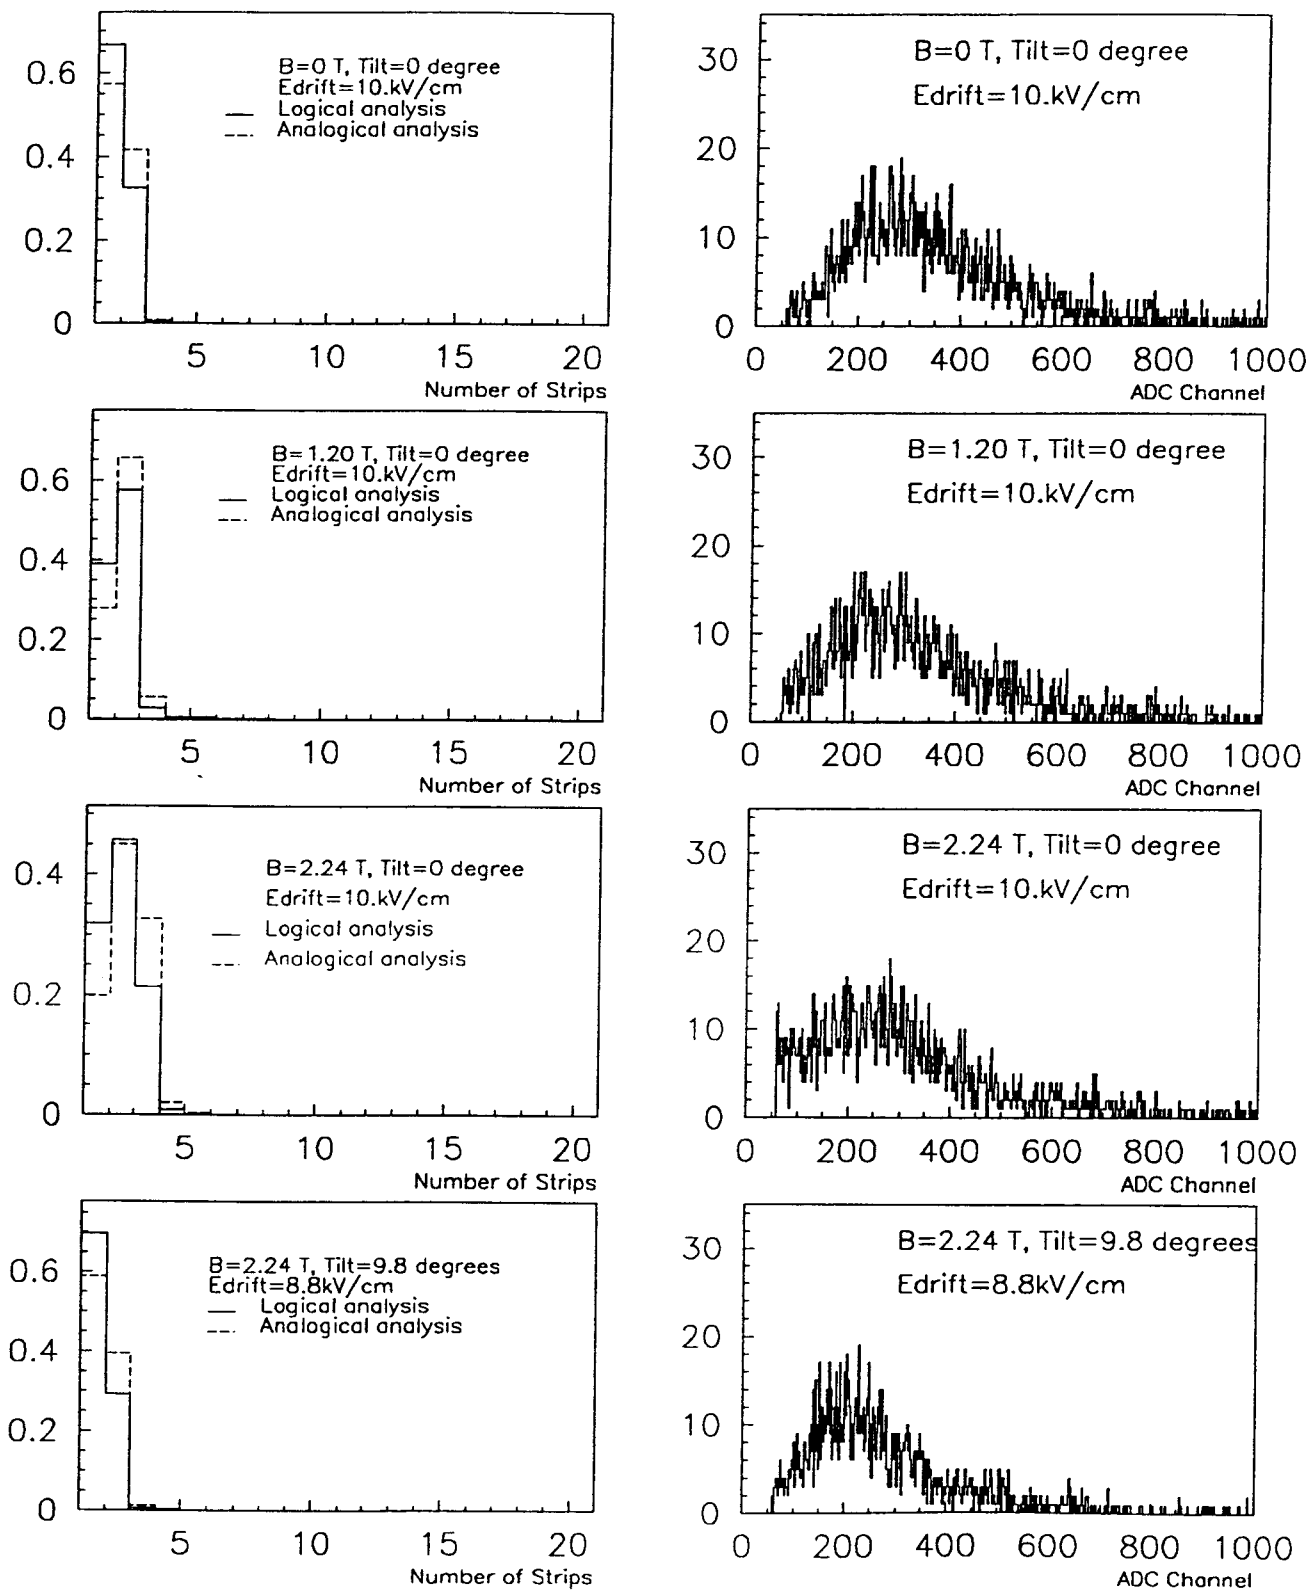 0.6
0.4
0.2
0
B=0 T, Tilt=0 degree
Edrift=10.kV/cm
Logical analysis
Analogical analysis
5 10 15 20
Number of Strips
30
20
10
0
B=0 T, Tilt=0 degree
Edrift=10.kV/cm
0 200 400 600 800 1000
ADC Channel
0.6
0.4
0.2
0
B=1.20 T, Tilt=0 degree
Edrift=10.kV/cm
Logical analysis
Analogical analysis
5 10 15 20
Number of Strips
30
20
10
0
B=1.20 T, Tilt=0 degree
Edrift=10.kV/cm
0 200 400 600 800 1000
ADC Channel
0.4
0.2
0
B=2.24 T, Tilt=0 degree
Edrift=10.kV/cm
Logical analysis
Analogical analysis
5 10 15 20
Number of Strips
30
20
10
0
B=2.24 T, Tilt=0 degree
Edrift=10.kV/cm
0 200 400 600 800 1000
ADC Channel
0.6
0.4
0.2
0
B=2.24 T, Tilt=9.8 degrees
Edrift=8.8kV/cm
Logical analysis
Analogical analysis
5 10 15 20
Number of Strips
30
20
10
0
B=2.24 T, Tilt=9.8 degrees
Edrift=8.8kV/cm
0 200 400 600 800 1000
ADC Channel